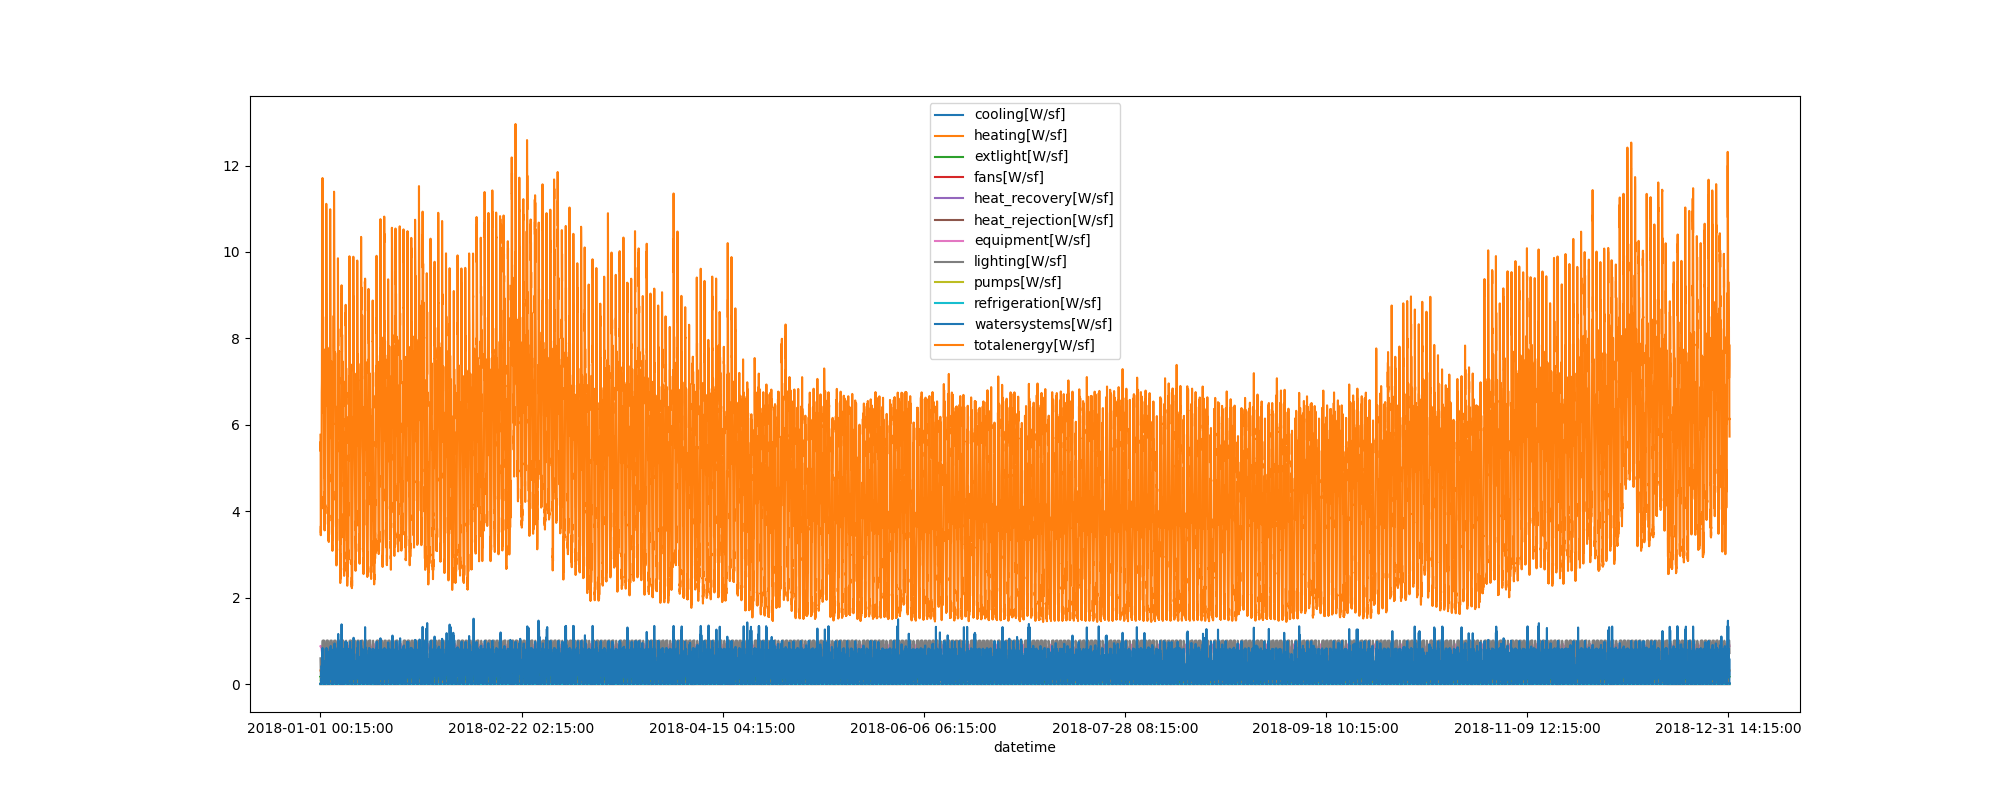 cooling[W/sf]
heating[W/sf]
extlight[W/sf]
fans[W/sf]
heat_recovery[W/sf]
heat_rejection[W/sf]
equipment[W/sf]
lighting[W/sf]
pumps[W/sf]
refrigeration[W/sf]
watersystems[W/sf]
totalenergy[W/sf]
12
10
8
6
4
2
0
2018-01-01 00:15:00 2018-02-22 02:15:00 2018-04-15 04:15:00 2018-06-06 06:15:00 2018-07-28 08:15:00 2018-09-18 10:15:00 2018-11-09 12:15:00 2018-12-31 14:15:00
datetime